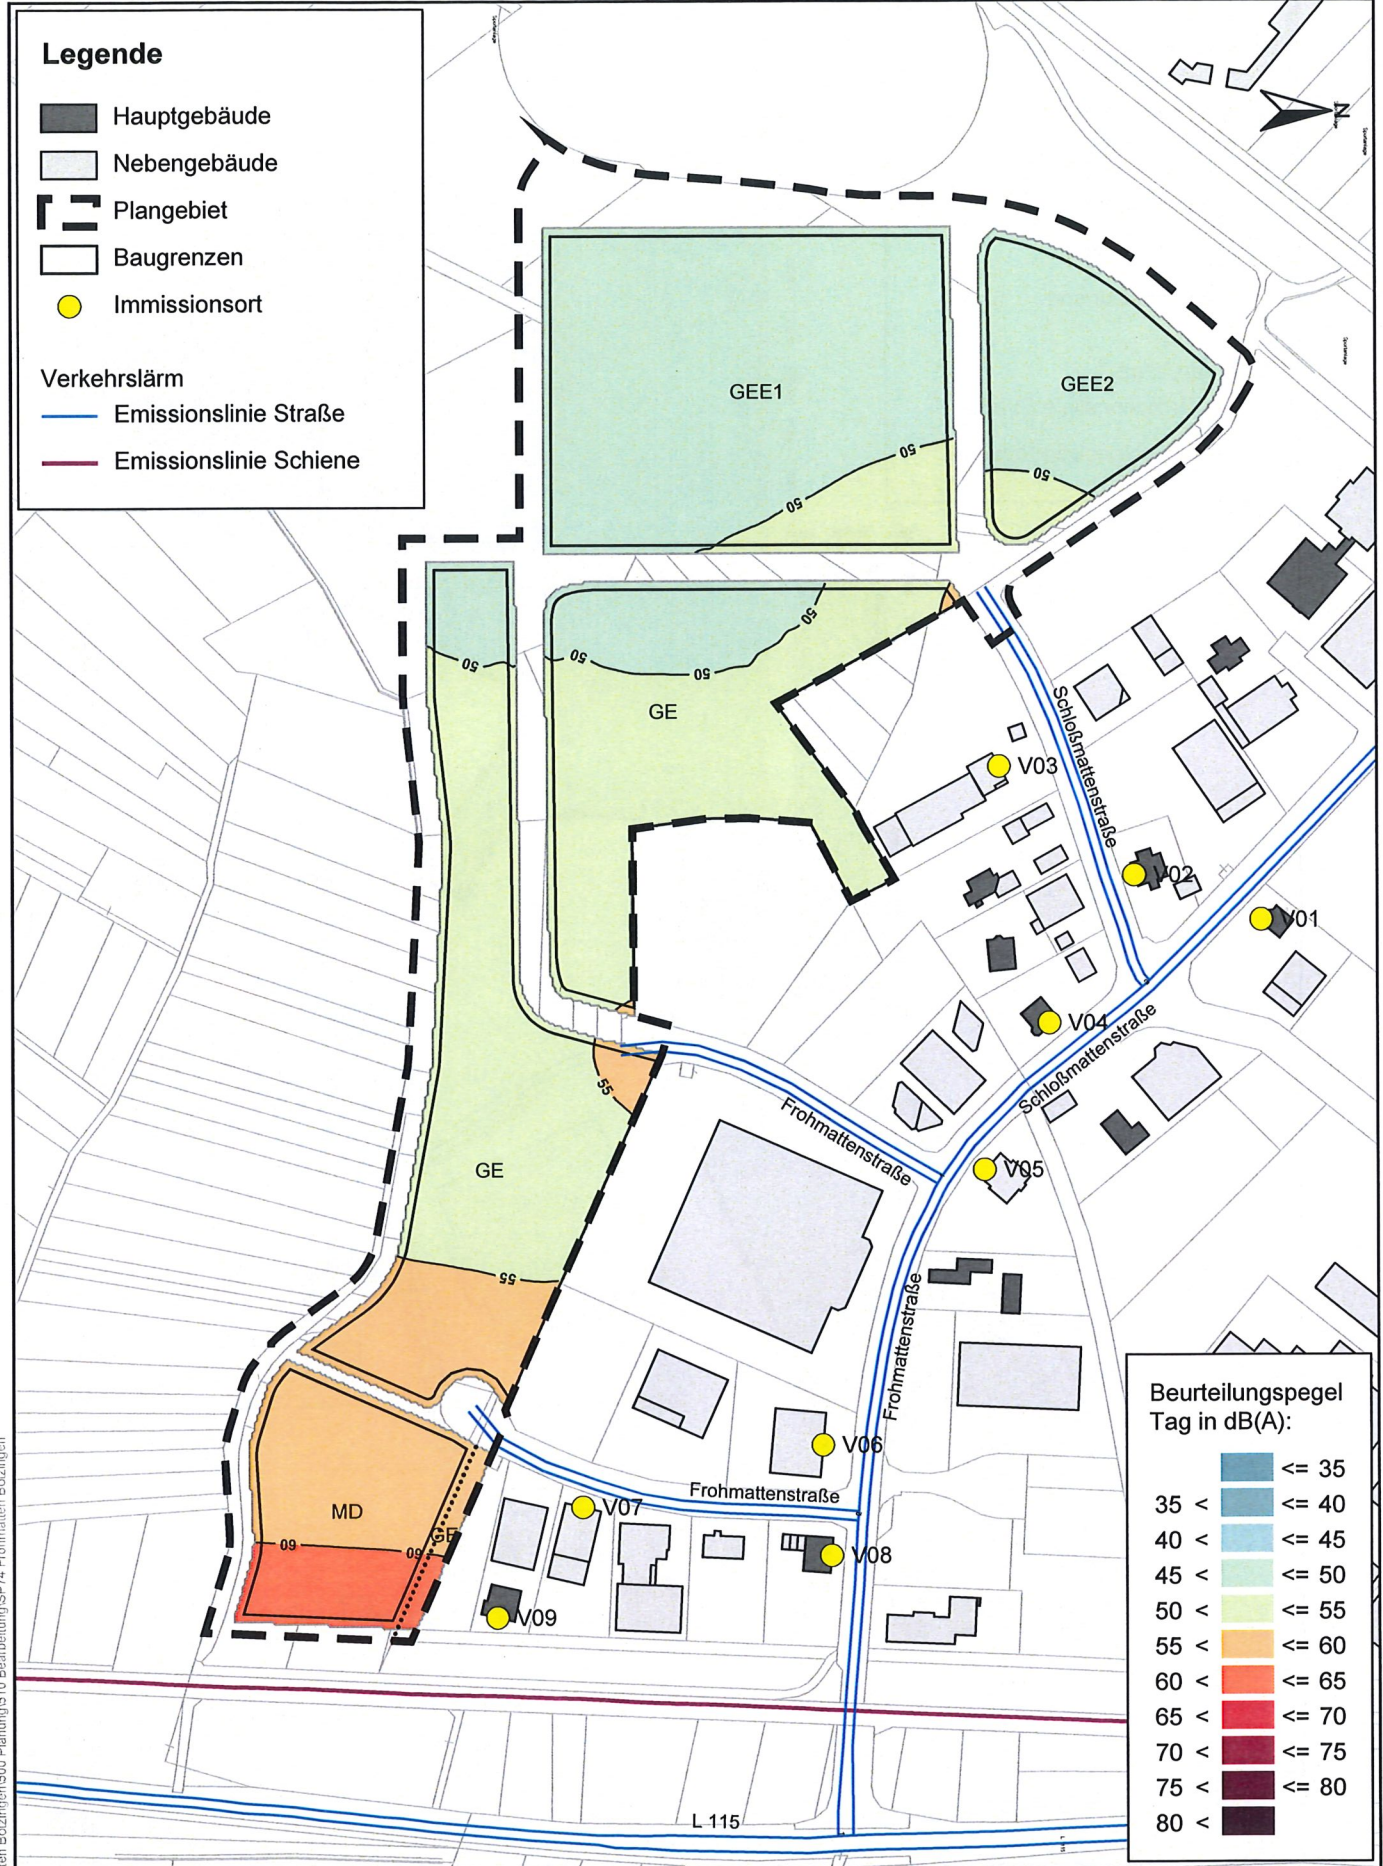 Legende
Hauptgebäude
Nebengebäude
Plangebiet
Baugrenzen
Immissionsort
Verkehrslärm
Emissionslinie Straße
Emissionslinie Schiene
N
GEE1
GEE2
50
50
50
50
50
50
50
GE
Schloßmattenstraße
V03
V02
V01
V04
Schloßmattenstraße
55
Frohmattenstraße
V05
GE
55
Frohmattenstraße
V06
Frohmattenstraße
V07
MD
GE
60
60
V08
V09
L 115
Beurteilungspegel
Tag in dB(A):
<= 35
35 < <= 40
40 < <= 45
45 < <= 50
50 < <= 55
55 < <= 60
60 < <= 65
65 < <= 70
70 < <= 75
75 < <= 80
80 <